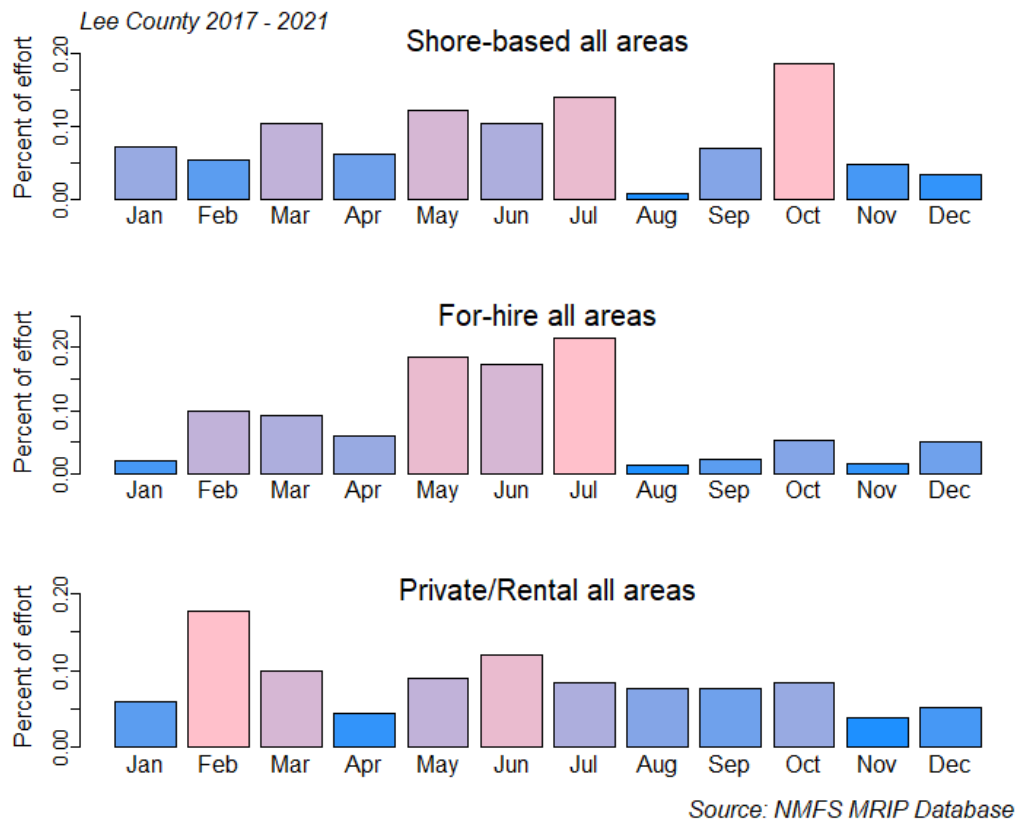 Lee County 2017 - 2021
Shore-based all areas
Percent of effort
0.00 0.10 0.20
Jan Feb Mar Apr May Jun Jul Aug Sep Oct Nov Dec
For-hire all areas
Percent of effort
0.00 0.10 0.20
Jan Feb Mar Apr May Jun Jul Aug Sep Oct Nov Dec
Private/Rental all areas
Percent of effort
0.00 0.10 0.20
Jan Feb Mar Apr May Jun Jul Aug Sep Oct Nov Dec
Source: NMFS MRIP Database